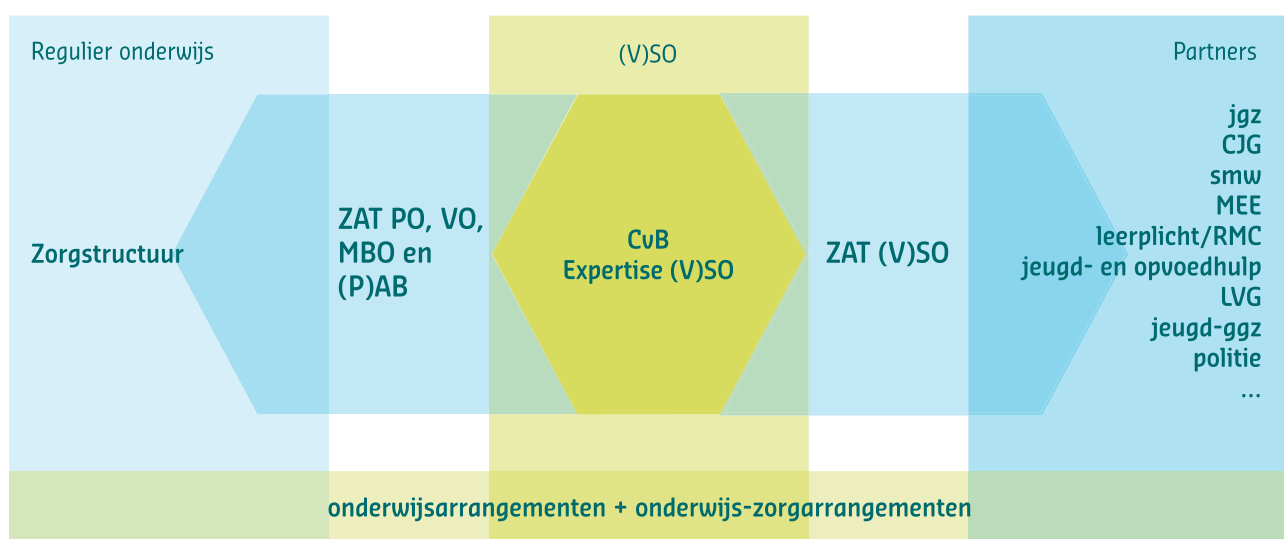 Regulier onderwijs
(V)SO
Partners
Zorgstructuur
ZAT PO, VO,
MBO en
(P)AB
CvB
Expertise (V)SO
ZAT (V)SO
jgz
CJG
smw
MEE
leerplicht/RMC
jeugd- en opvoedhulp
LVG
jeugd-ggz
politie
...
onderwijsarrangementen + onderwijs-zorgarrangementen